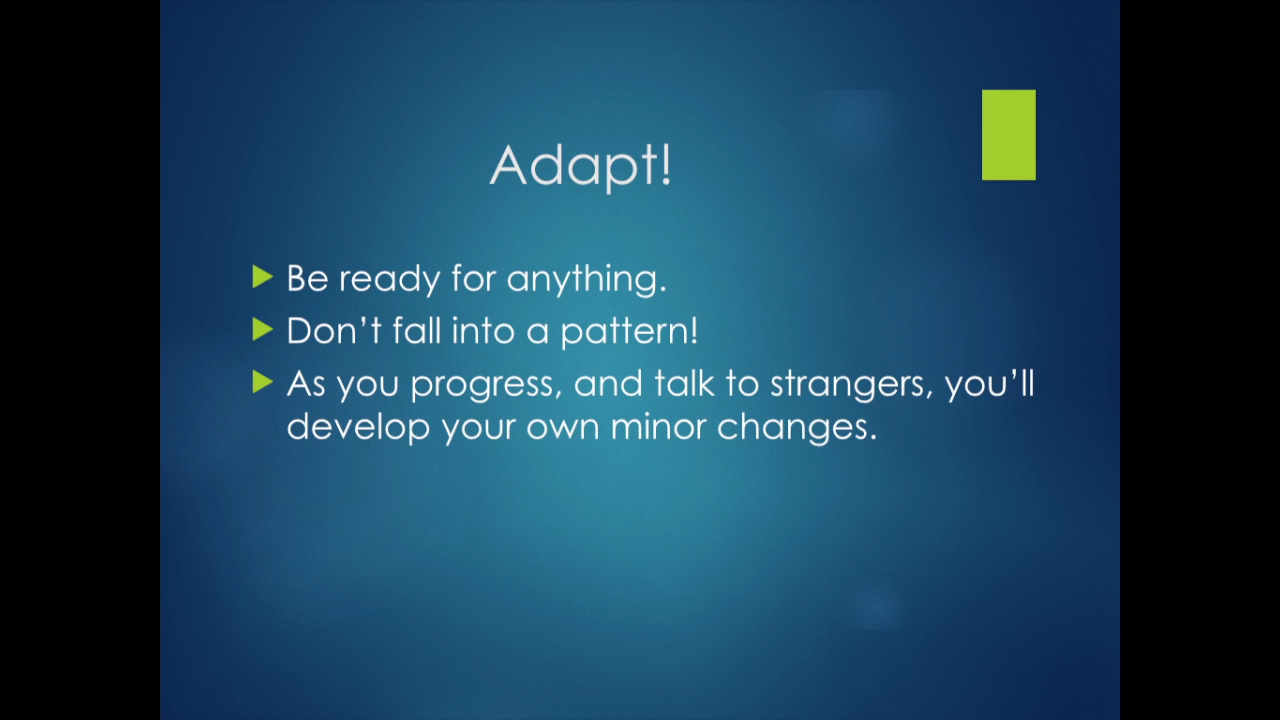 Adapt!
Be ready for anything.
Don’t fall into a pattern!
As you progress, and talk to strangers, you’ll
develop your own minor changes.